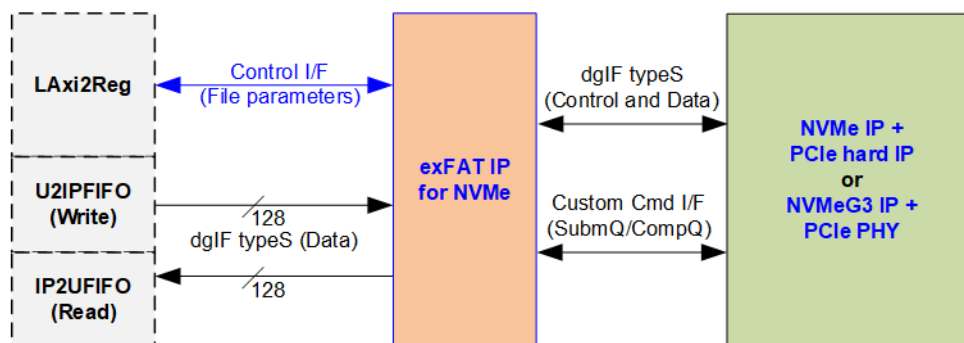 LAxi2Reg
U2IPFIFO
(Write)
IP2UFIFO
(Read)
Control I/F
(File parameters)
128
dgIF typeS (Data)
128
exFAT IP
for NVMe
dgIF typeS
(Control and Data)
Custom Cmd I/F
(SubmQ/CompQ)
NVMe IP +
PCIe hard IP
or
NVMeG3 IP +
PCIe PHY